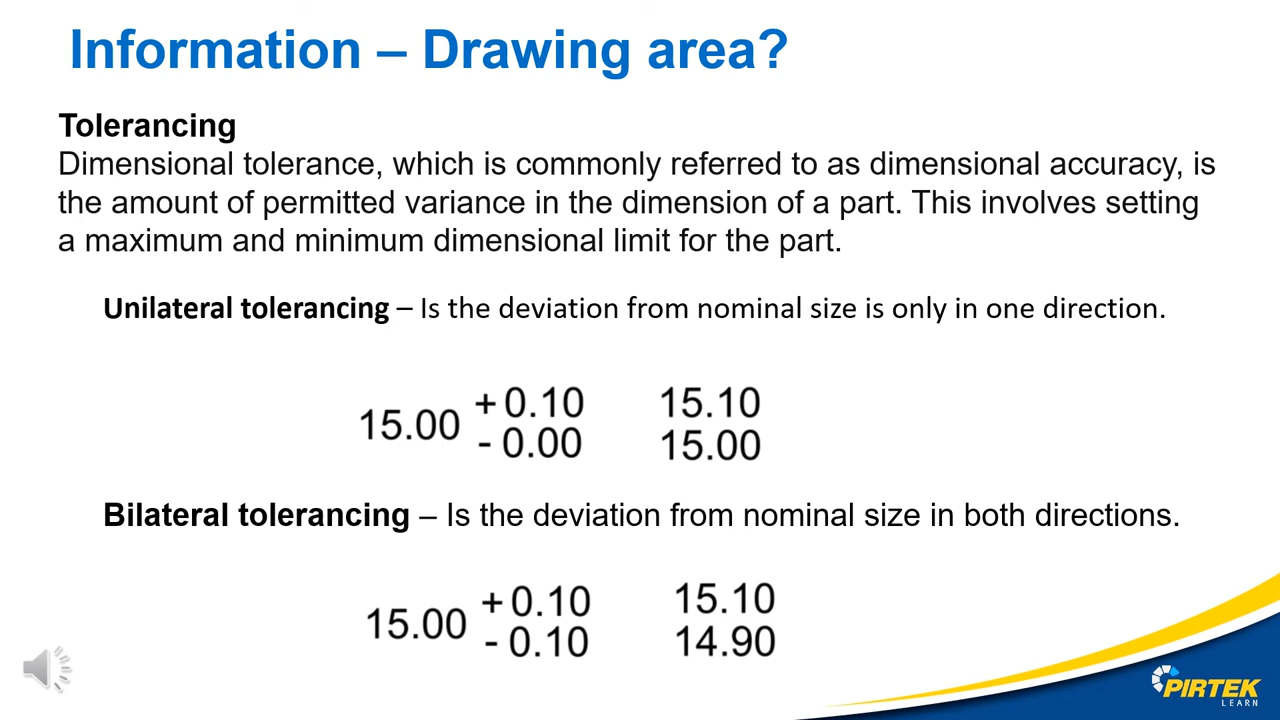 Information – Drawing area?
Tolerancing
Dimensional tolerance, which is commonly referred to as dimensional accuracy, is
the amount of permitted variance in the dimension of a part. This involves setting
a maximum and minimum dimensional limit for the part.
Unilateral tolerancing – Is the deviation from nominal size is only in one direction.
15.00 +0.10 15.10
- 0.00 15.00
Bilateral tolerancing – Is the deviation from nominal size in both directions.
15.00 +0.10 15.10
- 0.10 14.90
PIRTEK
LEARN